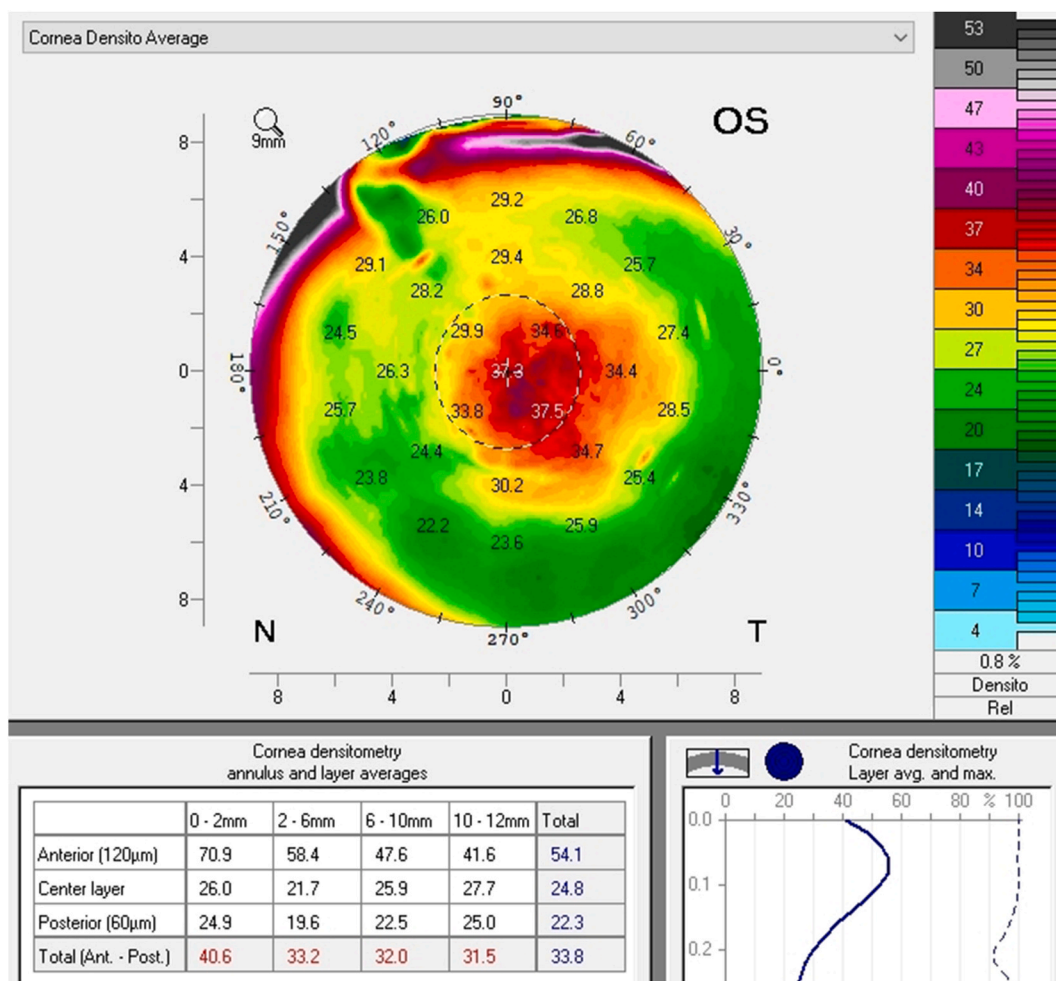 Cornea Densito Average
53
50
47
43
40
37
34
30
27
24
20
17
14
10
7
4
0.8 %
Densito
Rel
9mm
OS
90°
120° 60°
150° 30°
180° 0°
210° 330°
240° 300°
270°
8
4
0
4
8
29.2
26.0 26.8
29.4
29.1 25.7
28.2 28.8
29.9 34.6
24.5 27.4
26.3 37.3 34.4
25.7 33.8 37.5 28.5
24.4 34.7
23.8 30.2 25.4
22.2 25.9
23.6
N T
8 4 0 4 8
Cornea densitometry
annulus and layer averages
0 - 2mm 2 - 6mm 6 - 10mm 10 - 12mm Total
Anterior (120µm) 70.9 58.4 47.6 41.6 54.1
Center layer 26.0 21.7 25.9 27.7 24.8
Posterior (60µm) 24.9 19.6 22.5 25.0 22.3
Total (Ant. - Post.) 40.6 33.2 32.0 31.5 33.8
Cornea densitometry
Layer avg. and max.
0 20 40 60 80 % 100
0.0
0.1
0.2